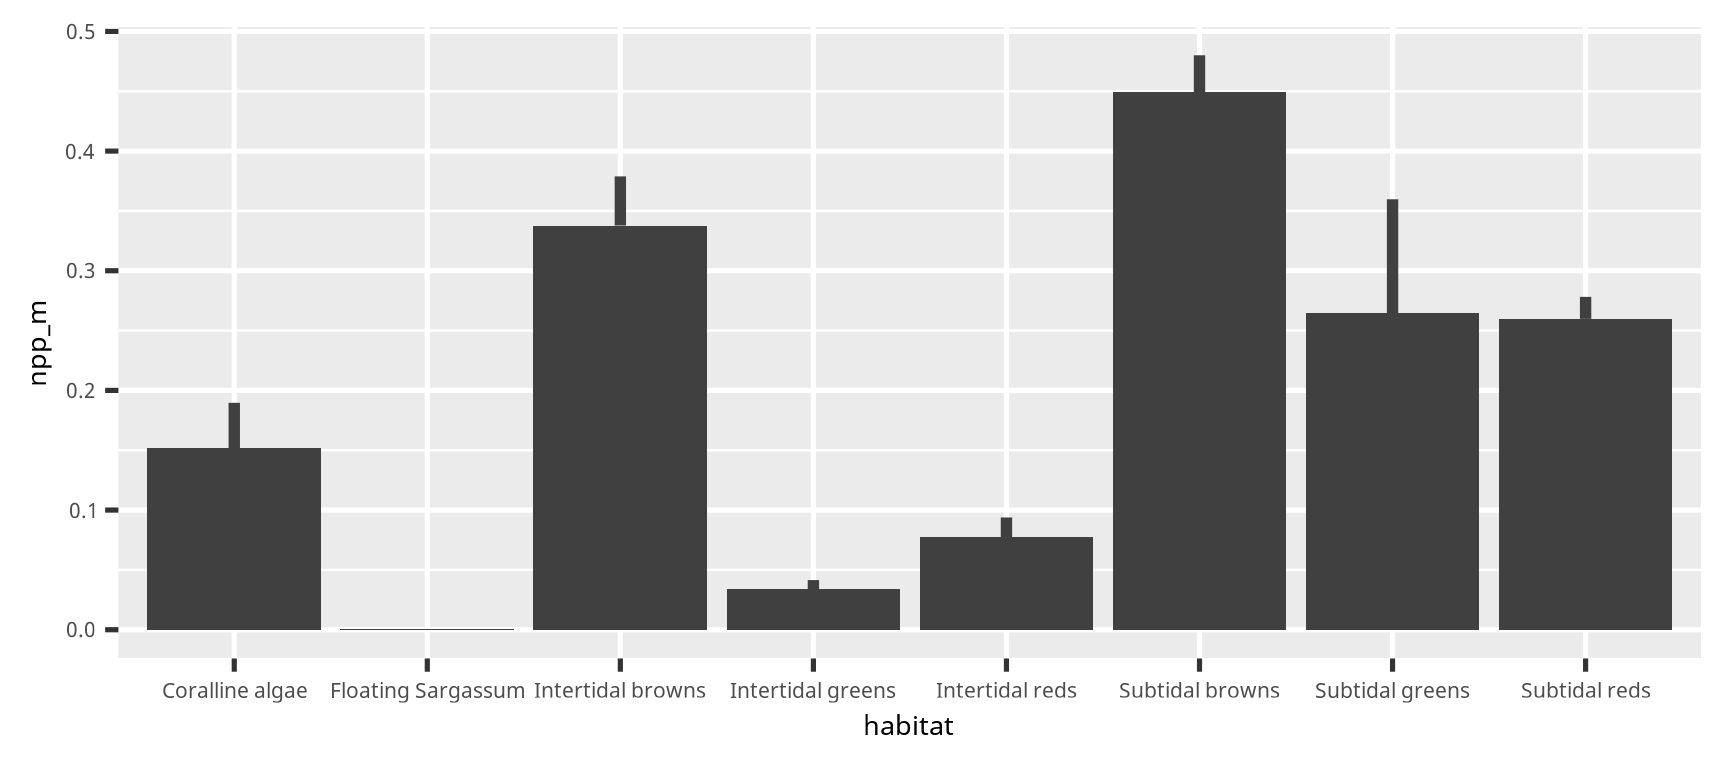 0.5
0.4
0.3
0.2
0.1
0.0
npp_m
Coralline algae Floating Sargassum Intertidal browns Intertidal greens Intertidal reds Subtidal browns Subtidal greens Subtidal reds
habitat